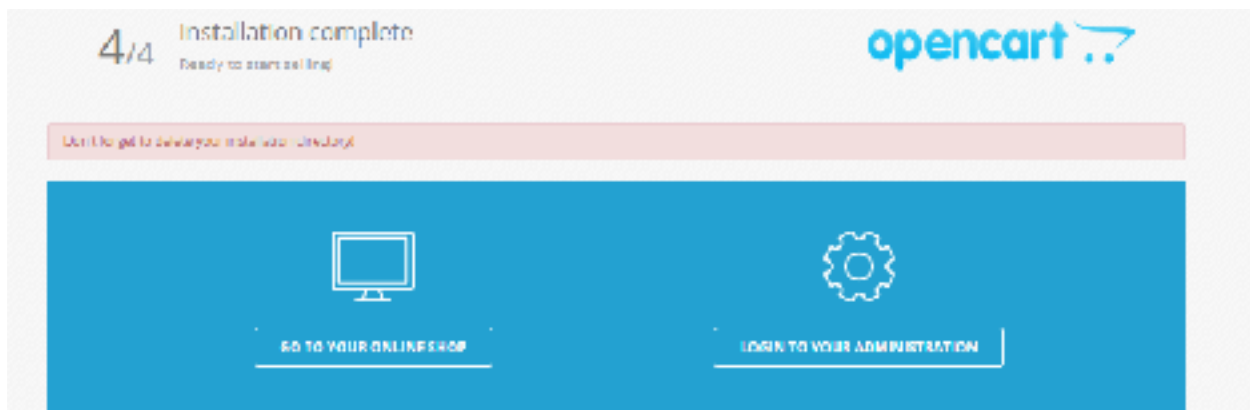 4/4
Installation complete
Ready to start selling!
opencart
Don't forget to delete your installation directory!
GO TO YOUR ONLINE SHOP
LOGIN TO YOUR ADMINISTRATION